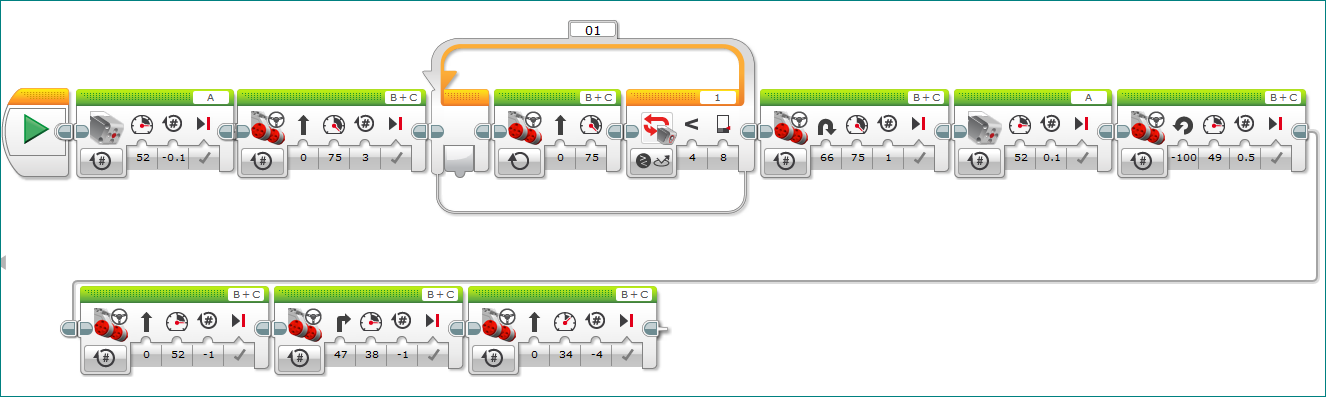 01
A
B + C
B + C
1
B + C
A
B + C
# # # <
# # # # #
52 -0.1
0 75 3
0 75
4 8
66 75 1
52 0.1
-100 49 0.5
# # # #
B + C
B + C
B + C
# # #
0 52 -1
47 38 -1
0 34 -4
# # #